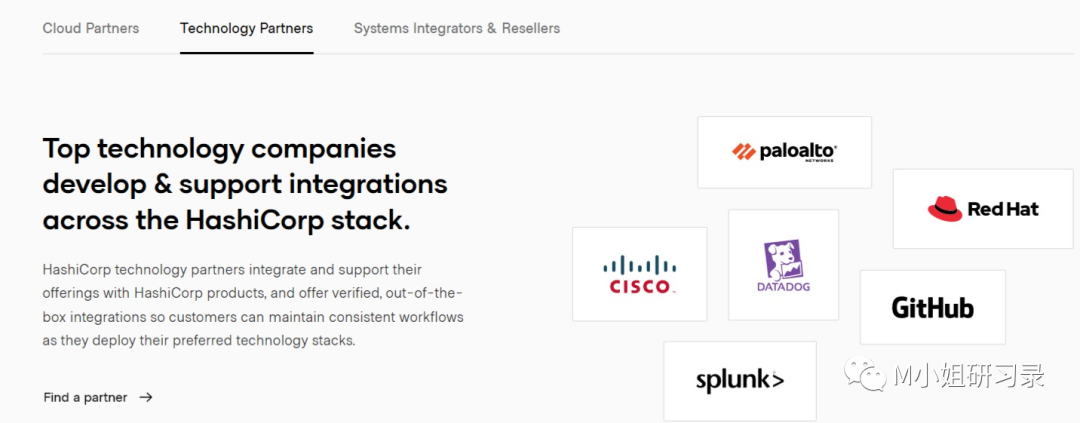 Cloud Partners Technology Partners Systems Integrators & Resellers
Top technology companies
develop & support integrations
across the HashiCorp stack.
HashiCorp technology partners integrate and support their
offerings with HashiCorp products, and offer verified, out-of-the-
box integrations so customers can maintain consistent workflows
as they deploy their preferred technology stacks.
Find a partner →
paloalto
NETWORKS
Red Hat
CISCO
DATADOG
GitHub
splunk>
M小姐研习录